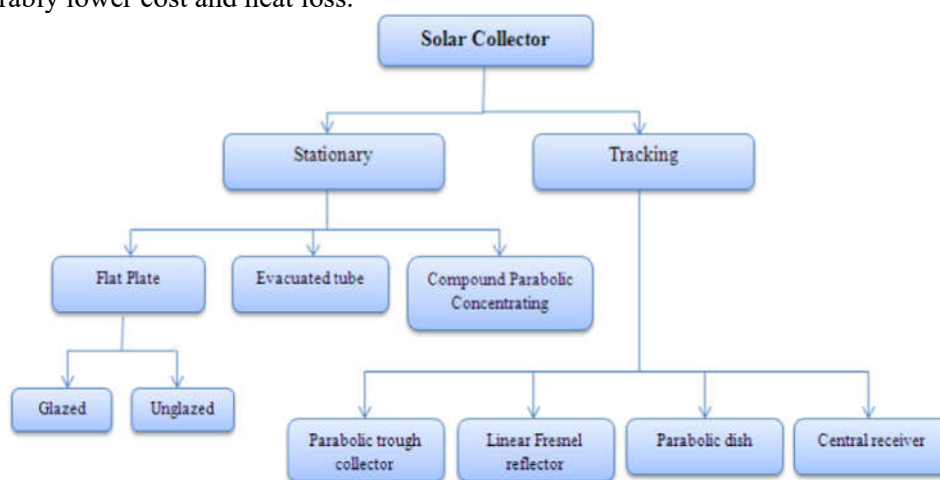 lower cost and heat loss.
Solar Collector
Stationary
Tracking
Flat Plate
Evacuated tube
Compound Parabolic
Concentrating
Glazed
Unglazed
Parabolic trough
collector
Linear Fresnel
reflector
Parabolic dish
Central receiver